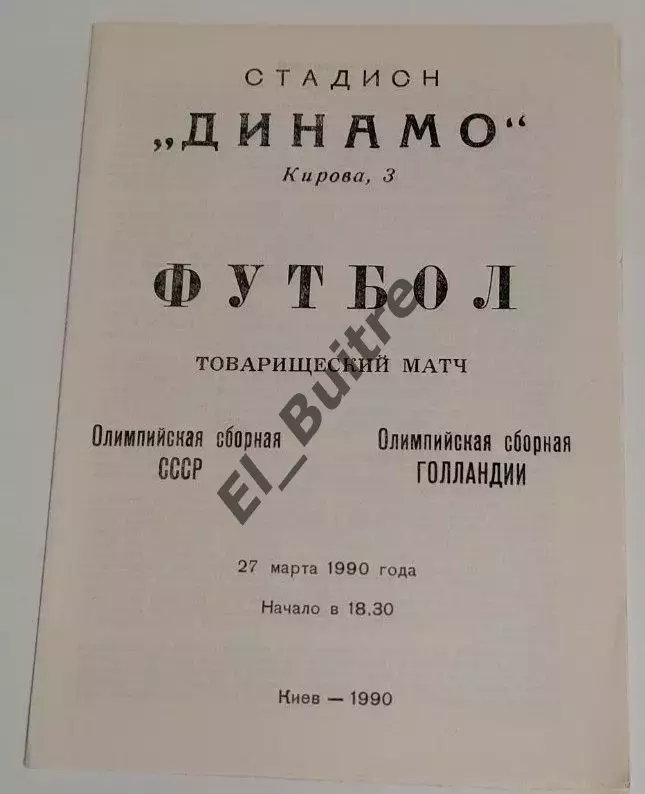 СТАДИОН
„ДИНАМО“
Кирова, 3
ФУТБОЛ
ТОВАРИЩЕСКИЙ МАТЧ
Олимпийская сборная
СССР
Олимпийская сборная
ГОЛЛАНДИИ
27 марта 1990 года
Начало в 18.30
Киев — 1990
El_Buitre